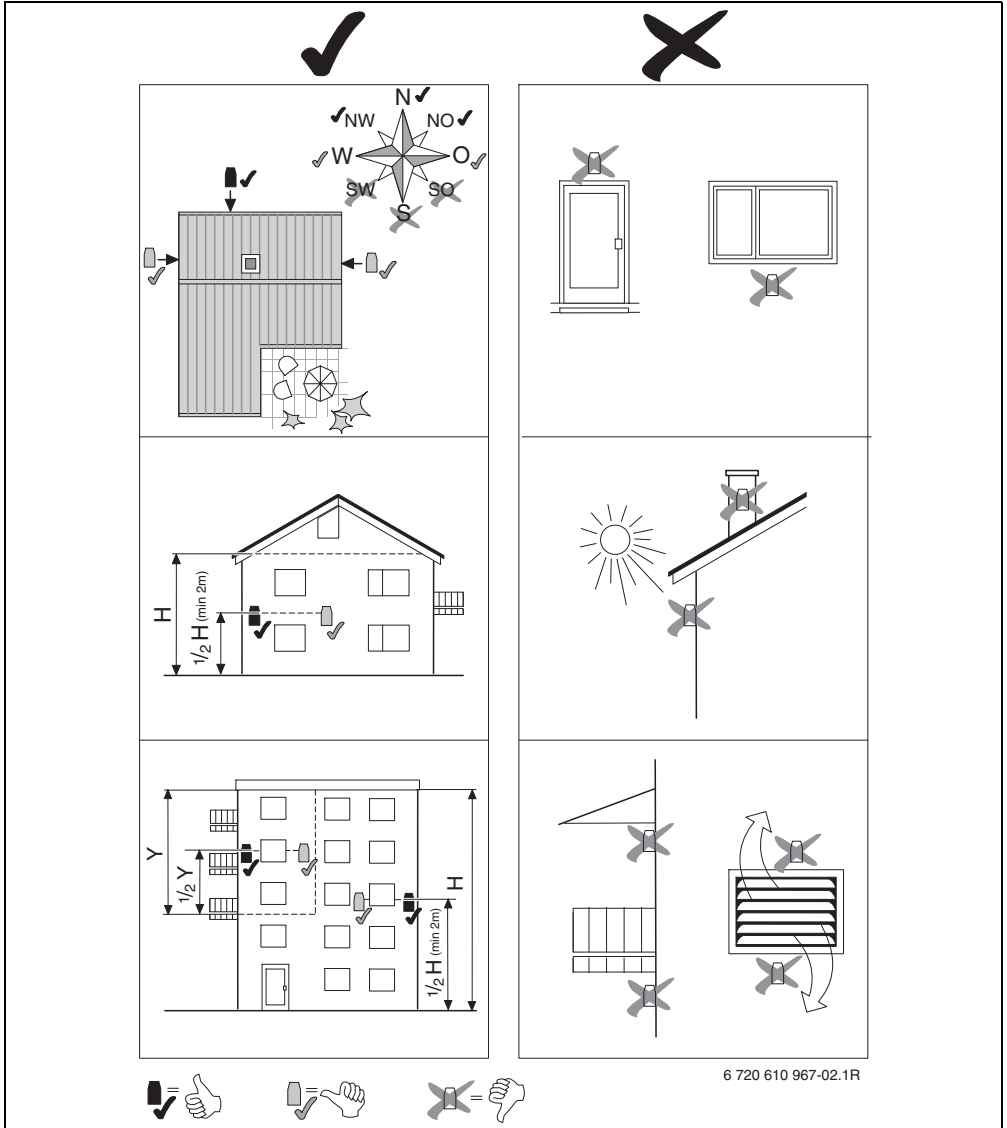 N
NW
NO
W
O
SW
SO
S
H
1/2 H (min 2m)
Y
1/2 Y
H
1/2 H (min 2m)
6 720 610 967-02.1R
=
=
=